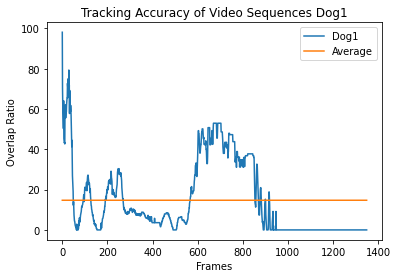 Tracking Accuracy of Video Sequences Dog1
Dog1
Average
Overlap Ratio
100
80
60
40
20
0
0 200 400 600 800 1000 1200 1400
Frames